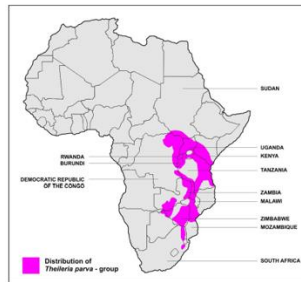 SUDAN
UGANDA
KENYA
RWANDA
BURUNDI
TANZANIA
DEMOCRATIC REPUBLIC
OF THE CONGO
ZAMBIA
MALAWI
ZIMBABWE
MOZAMBIQUE
SOUTH AFRICA
Distribution of
Theileria parva - group